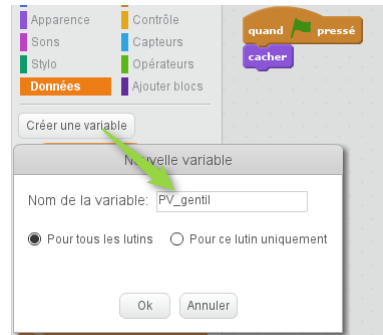 Apparence Contrôle
Sons Capteurs
Stylo Opérateurs
Données Ajouter blocs
quand pressé
cacher
Créer une variable
Nouvelle variable
Nom de la variable: PV_gentil
Pour tous les lutins Pour ce lutin uniquement
Ok Annuler